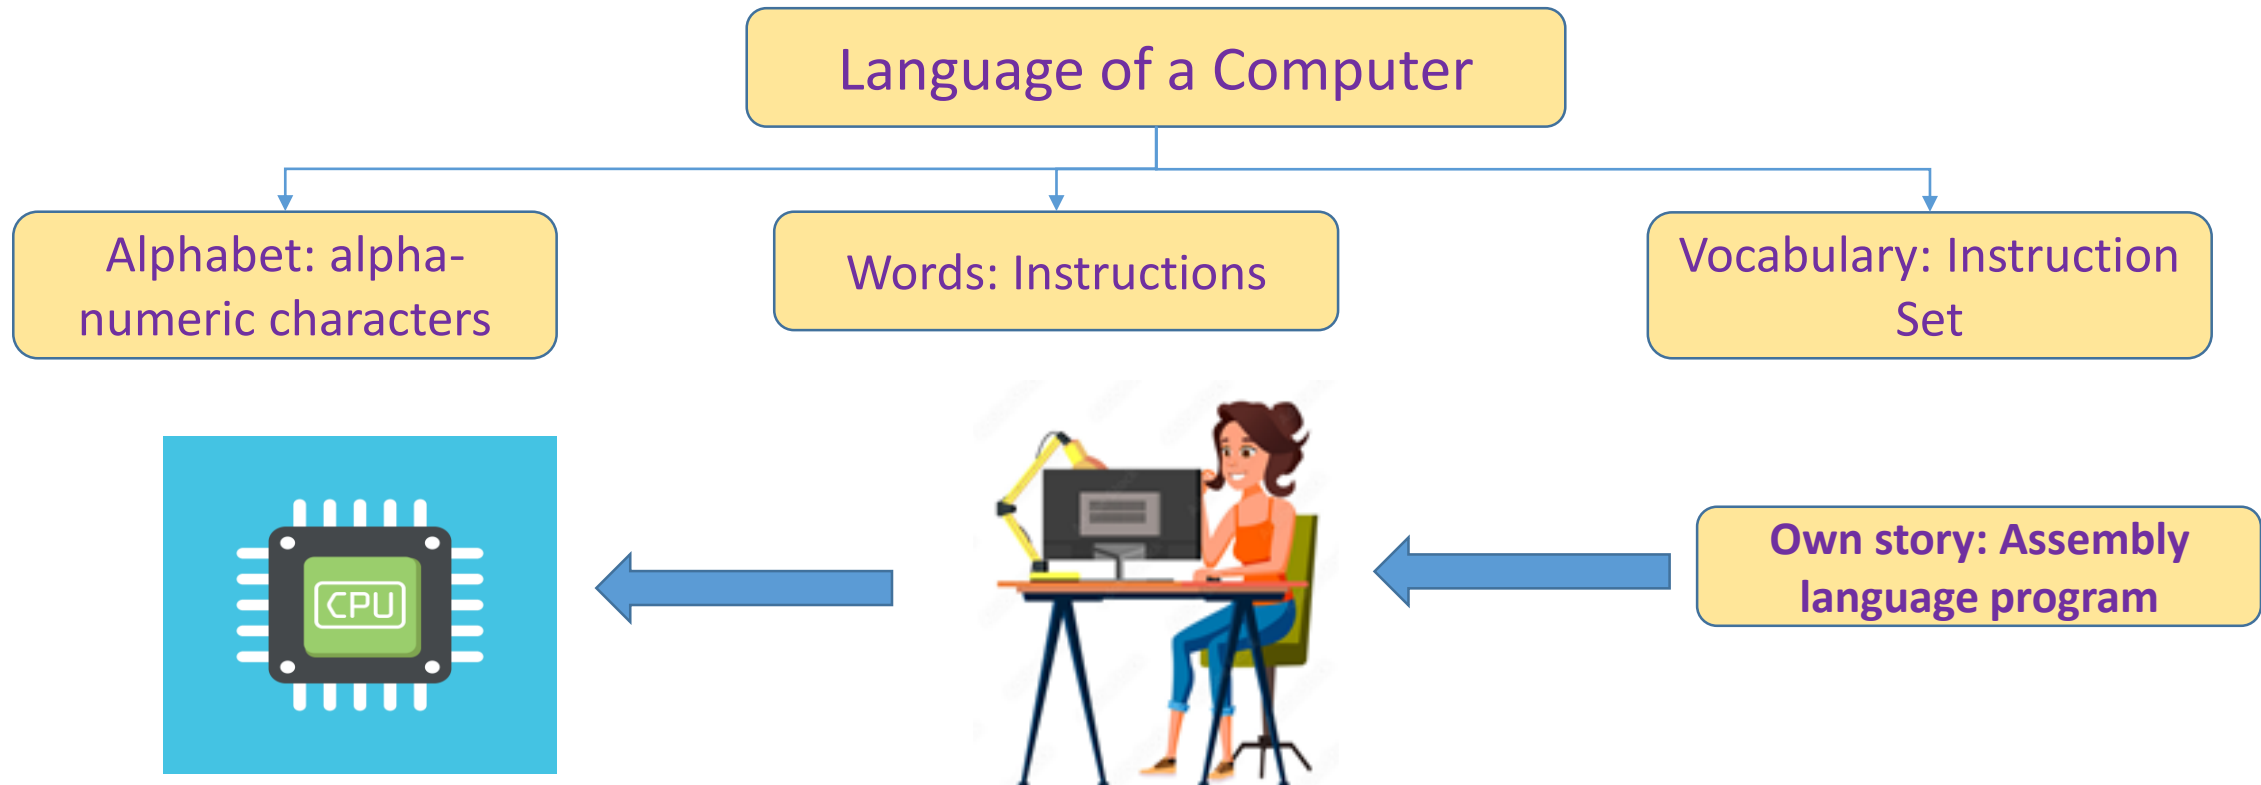 Language of a Computer
Alphabet: alpha-
numeric characters
Words: Instructions
Vocabulary: Instruction
Set
CPU
Own story: Assembly
language program